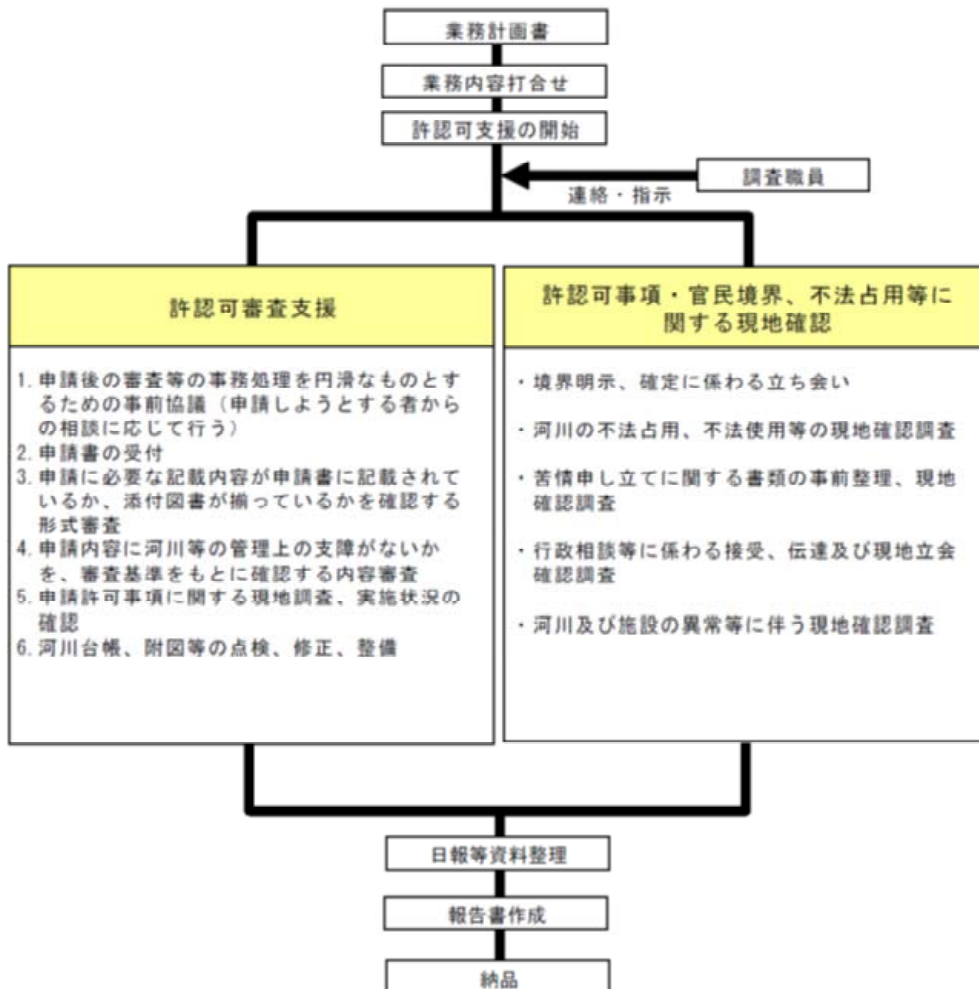 業務計画書
業務内容打合せ
許認可支援の開始
調査職員
連絡・指示
許認可審査支援
1. 申請後の審査等の事務処理を円滑なものとす
るための事前協議（申請しようとする者から
の相談に応じて行う）
2. 申請書の受付
3. 申請に必要な記載内容が申請書に記載されて
いるか、添付図書が揃っているかを確認する
形式審査
4. 申請内容に河川等の管理上の支障がないか
を、審査基準をもとに確認する内容審査
5. 申請許可事項に関する現地調査、実施状況の
確認
6. 河川台帳、附図等の点検、修正、整備
許認可事項・官民境界、不法占用等に
関する現地確認
・境界明示、確定に係わる立ち会い
・河川の不法占用、不法使用等の現地確認調査
・苦情申し立てに関する書類の事前整理、現地
確認調査
・行政相談等に係わる接受、伝達及び現地立会
確認調査
・河川及び施設の異常等に伴う現地確認調査
日報等資料整理
報告書作成
納品